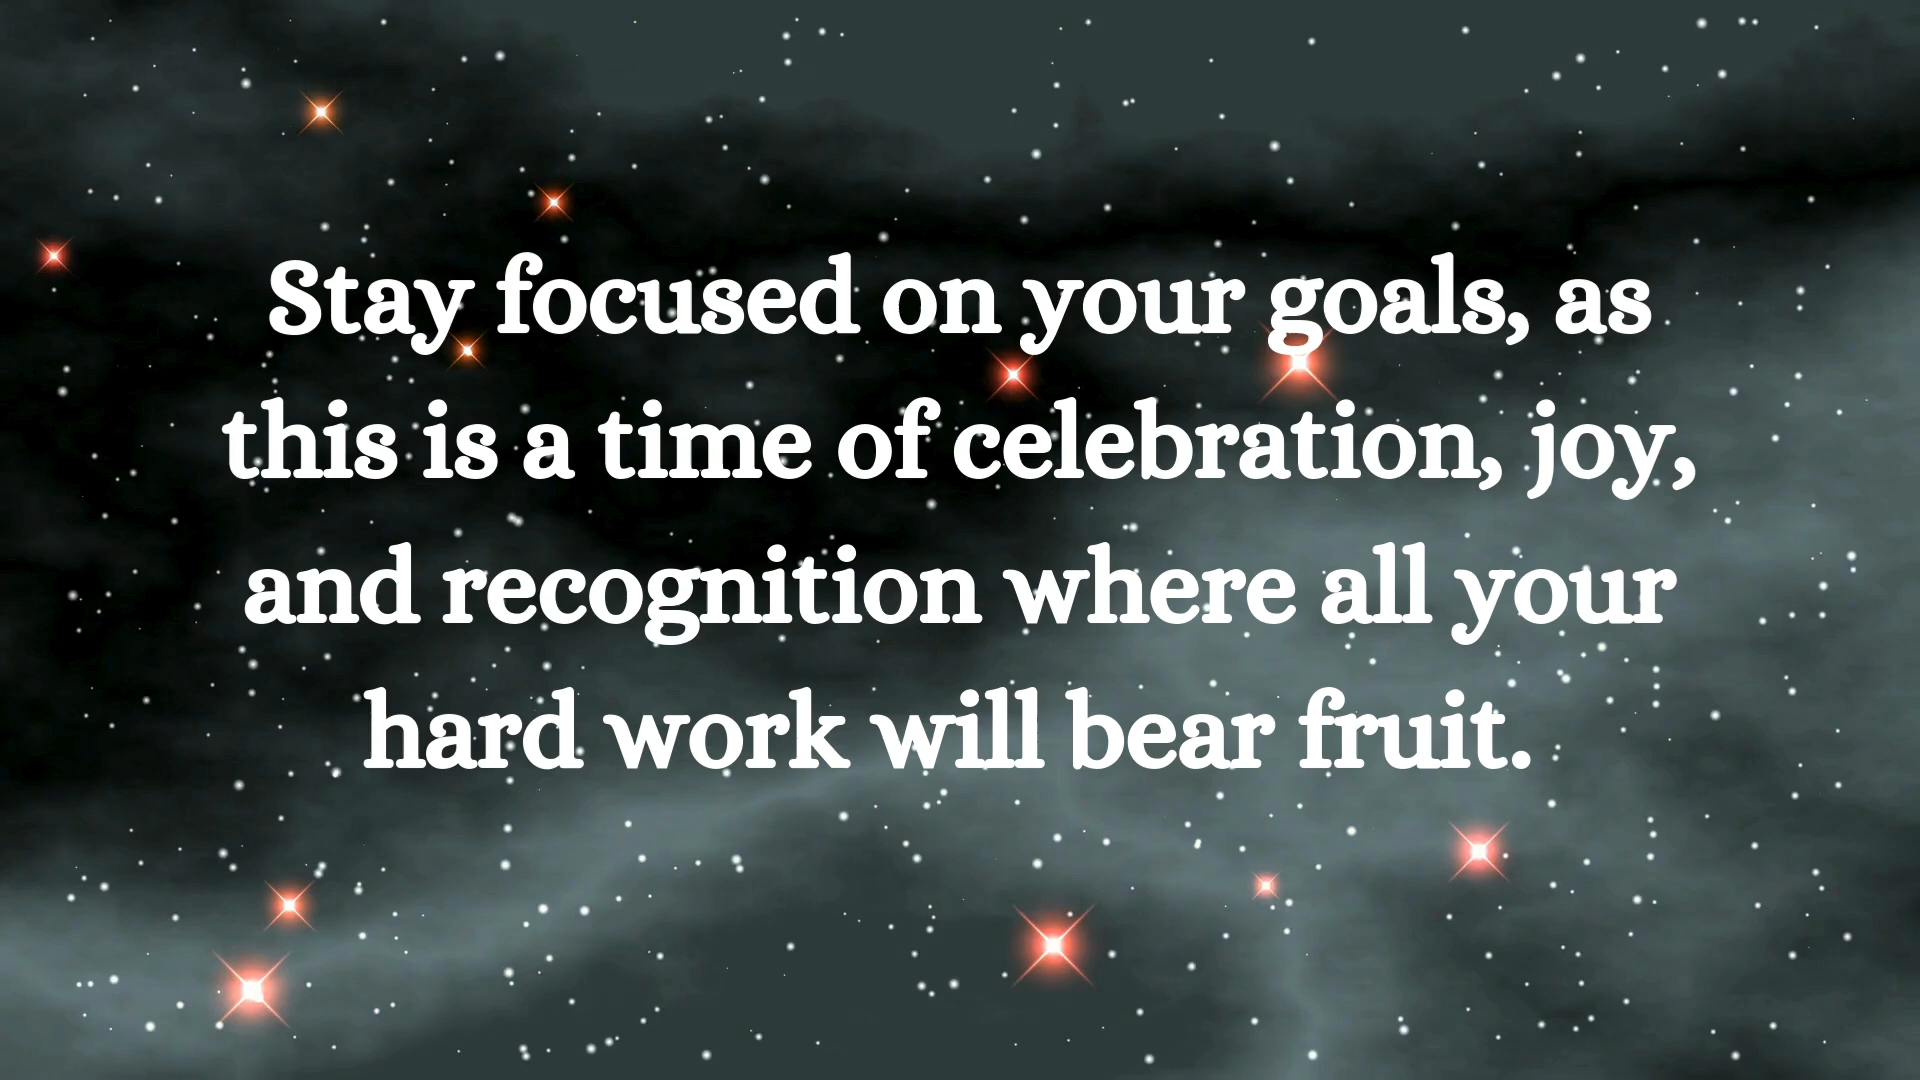 Stay focused on your goals, as
this is a time of celebration, joy,
and recognition where all your
hard work will bear fruit.